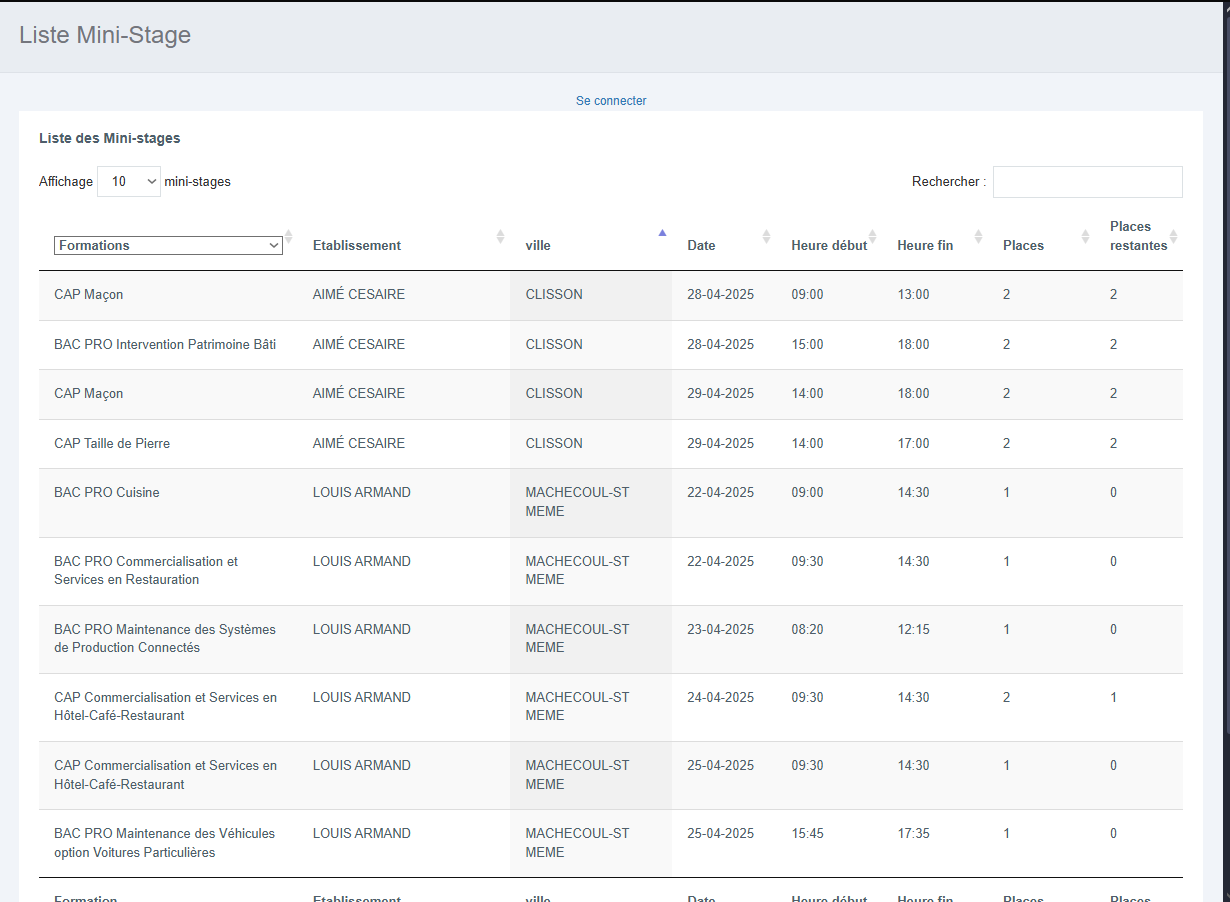 Liste Mini-Stage
Se connecter
Liste des Mini-stages
Affichage 10 mini-stages Rechercher :
Formations Etablissement ville Date Heure début Heure fin Places Places
restantes
CAP Maçon AIMÉ CESAIRE CLISSON 28-04-2025 09:00 13:00 2 2
BAC PRO Intervention Patrimoine Bâti AIMÉ CESAIRE CLISSON 28-04-2025 15:00 18:00 2 2
CAP Maçon AIMÉ CESAIRE CLISSON 29-04-2025 14:00 18:00 2 2
CAP Taille de Pierre AIMÉ CESAIRE CLISSON 29-04-2025 14:00 17:00 2 2
BAC PRO Cuisine LOUIS ARMAND MACHECOUL-ST 22-04-2025 09:00 14:30 1 0
MEME
BAC PRO Commercialisation et LOUIS ARMAND MACHECOUL-ST 22-04-2025 09:30 14:30 1 0
Services en Restauration MEME
BAC PRO Maintenance des Systèmes LOUIS ARMAND MACHECOUL-ST 23-04-2025 08:20 12:15 1 0
de Production Connectés MEME
CAP Commercialisation et Services en LOUIS ARMAND MACHECOUL-ST 24-04-2025 09:30 14:30 2 1
Hôtel-Café-Restaurant MEME
CAP Commercialisation et Services en LOUIS ARMAND MACHECOUL-ST 25-04-2025 09:30 14:30 1 0
Hôtel-Café-Restaurant MEME
BAC PRO Maintenance des Véhicules LOUIS ARMAND MACHECOUL-ST 25-04-2025 15:45 17:35 1 0
option Voitures Particulières MEME
Formation Etablissement ville Date Heure début Heure fin Places Places